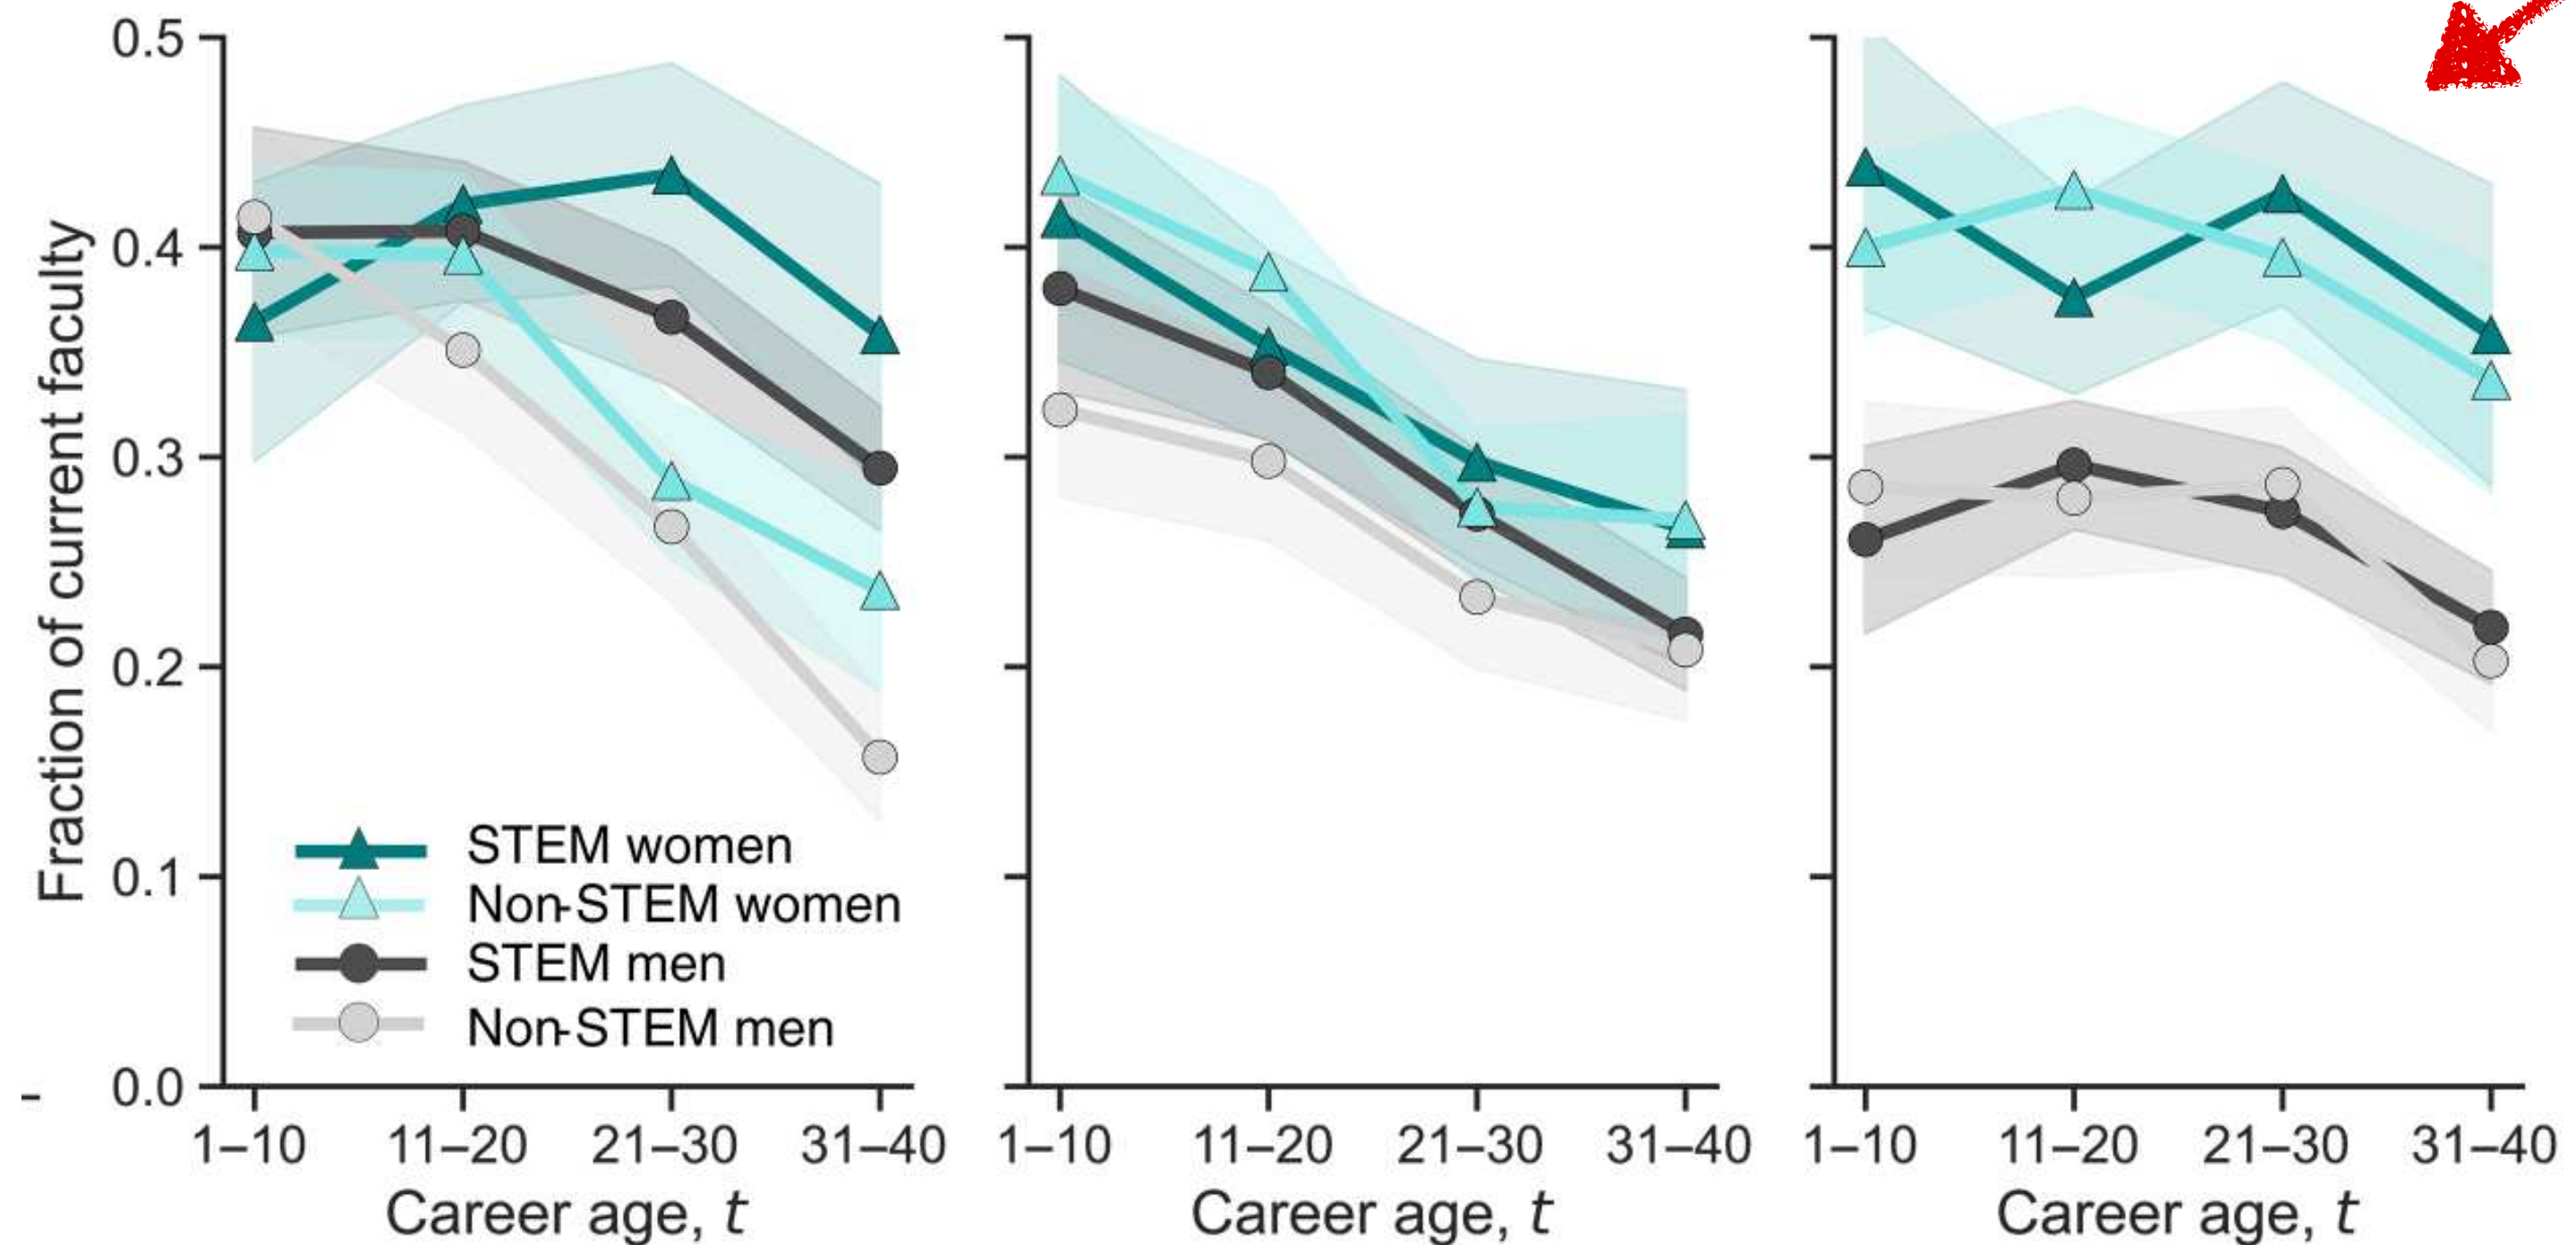 Fraction of current faculty
0.5
0.4
0.3
0.2
0.1
0.0
STEM women
Non-STEM women
STEM men
Non-STEM men
1–10 11–20 21–30 31–40
Career age, t
1–10 11–20 21–30 31–40
Career age, t
1–10 11–20 21–30 31–40
Career age, t